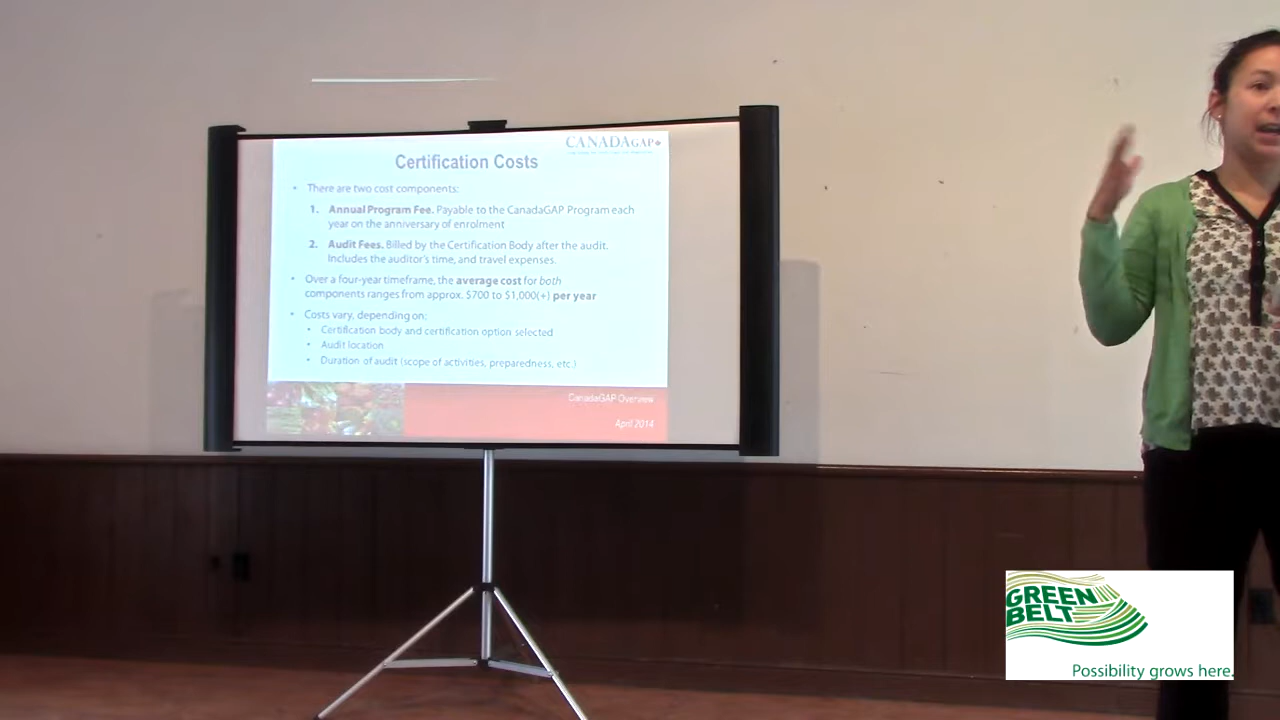 CANADAGAP
Certification Costs
• There are two cost components:
1. Annual Program Fee. Payable to the CanadaGAP Program each
year on the anniversary of enrolment
2. Audit Fees. Billed by the Certification Body after the audit.
Includes the auditor's time, and travel expenses.
• Over a four-year timeframe, the average cost for both
components ranges from approx. $700 to $1,000(+) per year
• Costs vary, depending on:
• Certification body and certification option selected
• Audit location
• Duration of audit (scope of activities, preparedness, etc.)
CanadaGAP Overview
April 2014
GREEN
BELT
Possibility grows here.